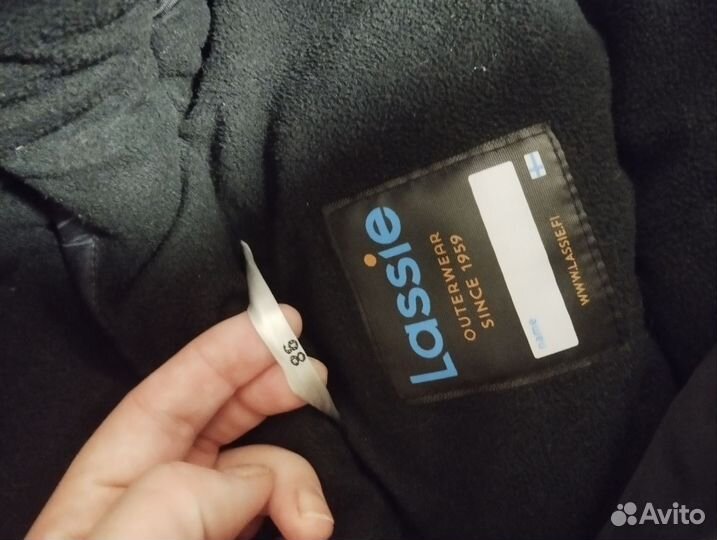 Lassie
OUTERWEAR
SINCE 1959
name
WWW.LASSIE.FI
98
Avito